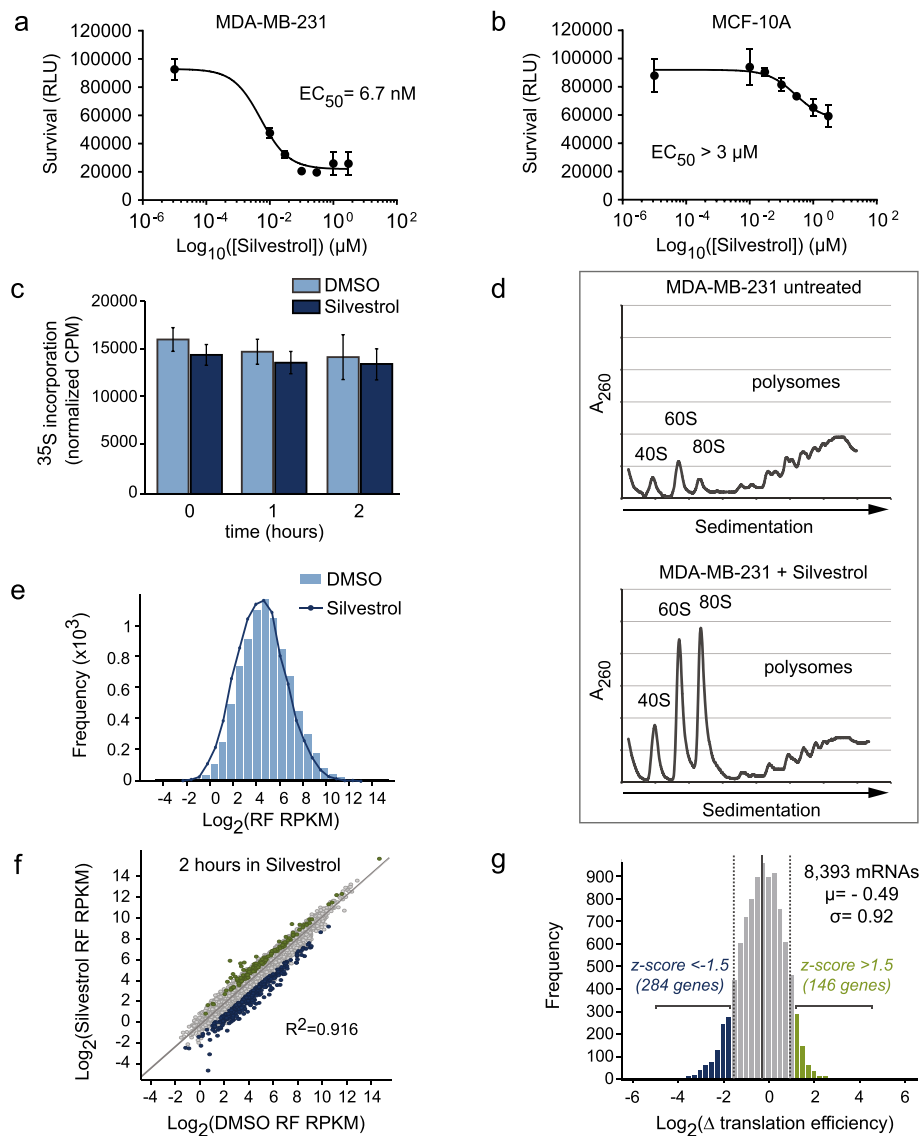 a
MDA-MB-231
Survival (RLU)
140000
120000
100000
80000
60000
40000
20000
0
EC50= 6.7 nM
10-6 10-4 10-2 100 102
Log10([Silvestrol]) (µM)
b
MCF-10A
Survival (RLU)
140000
120000
100000
80000
60000
40000
20000
0
EC50 > 3 µM
10-6 10-4 10-2 100 102
Log10([Silvestrol]) (µM)
c
DMSO
Silvestrol
35S incorporation
(normalized CPM)
20000
15000
10000
5000
0
0 1 2
time (hours)
d
MDA-MB-231 untreated
A260
polysomes
40S
60S
80S
Sedimentation
MDA-MB-231 + Silvestrol
A260
polysomes
40S
60S
80S
Sedimentation
e
DMSO
Silvestrol
Frequency (x10³)
1
0.8
0.6
0.4
0.2
0
-4 -2 0 2 4 6 8 10 12 14
Log2(RF RPKM)
f
2 hours in Silvestrol
Log2(Silvestrol RF RPKM)
14
12
10
8
6
4
2
0
-2
-4
R2=0.916
-4 -2 0 2 4 6 8 10 12 14
Log2(DMSO RF RPKM)
g
8,393 mRNAs
µ= - 0.49
σ= 0.92
Frequency
900
800
700
600
500
400
300
200
100
0
z-score <-1.5
(284 genes)
z-score >1.5
(146 genes)
-6 -4 -2 0 2 4 6
Log2(Δ translation efficiency)